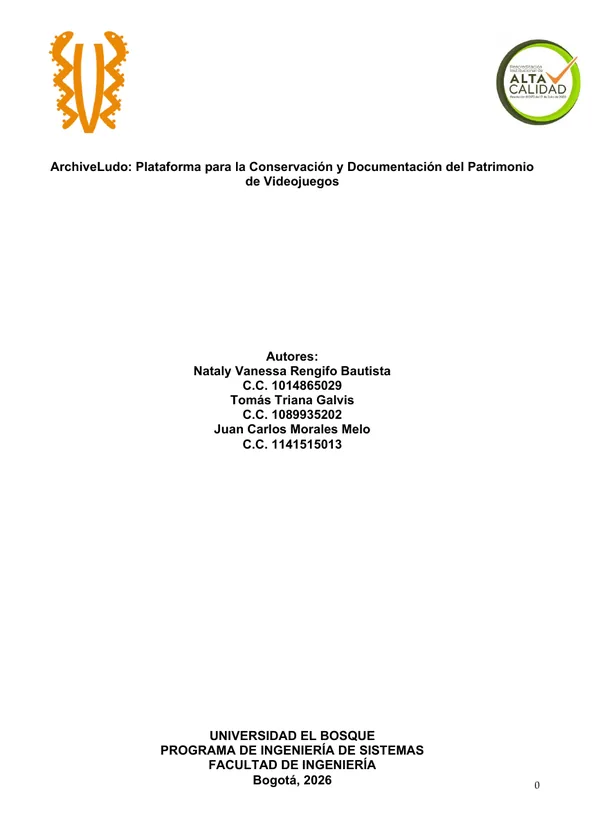 ALTA
CALIDAD
ArchiveLudo: Plataforma para la Conservación y Documentación del Patrimonio
de Videojuegos
Autores:
Nataly Vanessa Rengifo Bautista
C.C. 1014865029
Tomás Triana Galvis
C.C. 1089935202
Juan Carlos Morales Melo
C.C. 1141515013
UNIVERSIDAD EL BOSQUE
PROGRAMA DE INGENIERÍA DE SISTEMAS
FACULTAD DE INGENIERÍA
Bogotá, 2026
0